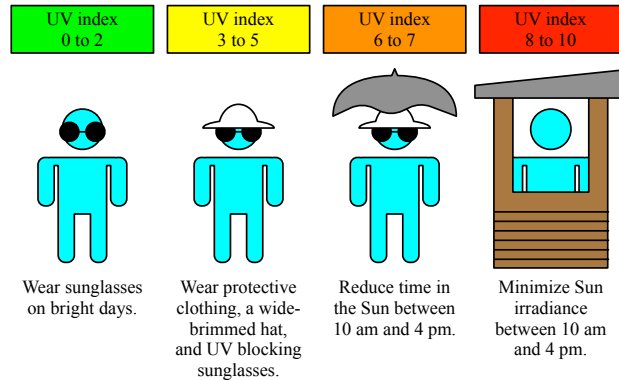 UV index
0 to 2
UV index
3 to 5
UV index
6 to 7
UV index
8 to 10
Wear sunglasses
on bright days.
Wear protective
clothing, a wide-
brimmed hat,
and UV blocking
sunglasses.
Reduce time in
the Sun between
10 am and 4 pm.
Minimize Sun
irradiance
between 10 am
and 4 pm.